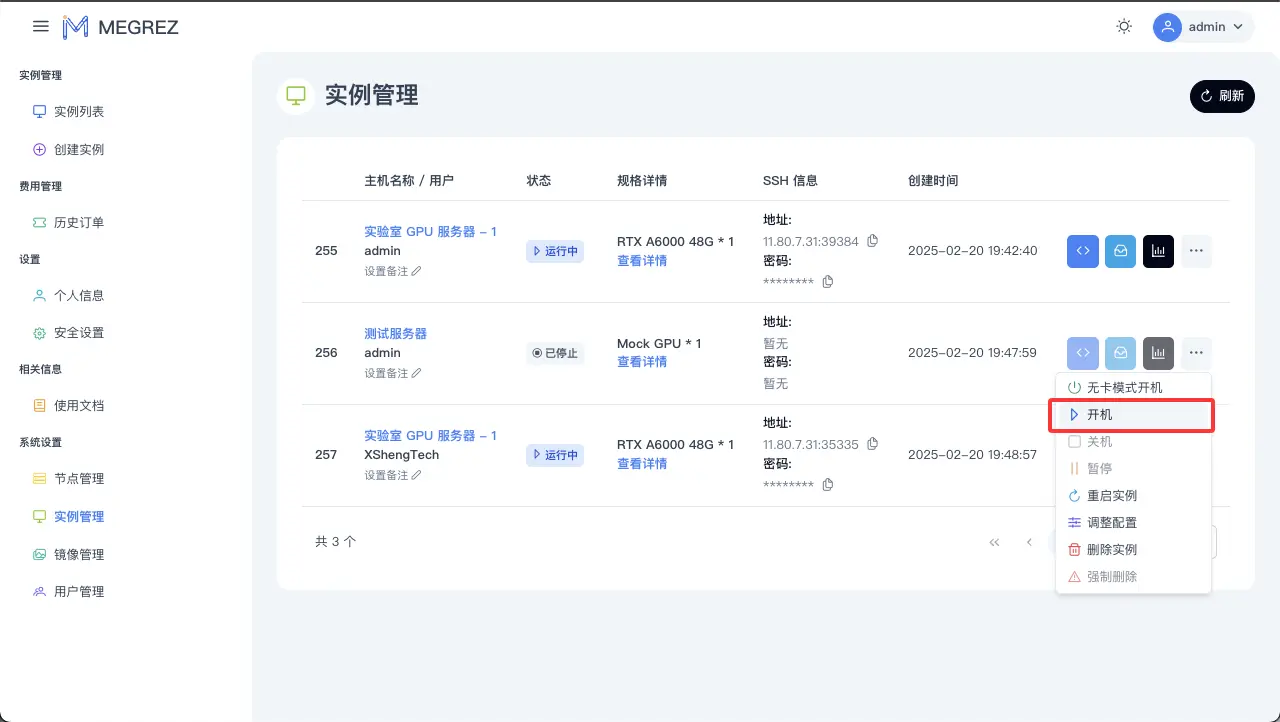 MEGREZ
admin
实例管理
实例列表
创建实例
费用管理
历史订单
设置
个人信息
安全设置
相关信息
使用文档
系统设置
节点管理
实例管理
镜像管理
用户管理
实例管理
刷新
主机名称 / 用户 状态 规格详情 SSH 信息 创建时间
255
实验室 GPU 服务器 – 1
admin
设置备注
运行中
RTX A6000 48G * 1
查看详情
地址:
11.80.7.31:39384
密码:
********
2025-02-20 19:42:40
256
测试服务器
admin
设置备注
已停止
Mock GPU * 1
查看详情
地址:
暂无
密码:
暂无
2025-02-20 19:47:59
257
实验室 GPU 服务器 – 1
XShengTech
设置备注
运行中
RTX A6000 48G * 1
查看详情
地址:
11.80.7.31:35335
密码:
********
2025-02-20 19:48:57
无卡模式开机
开机
关机
暂停
重启实例
调整配置
删除实例
强制删除
共 3 个